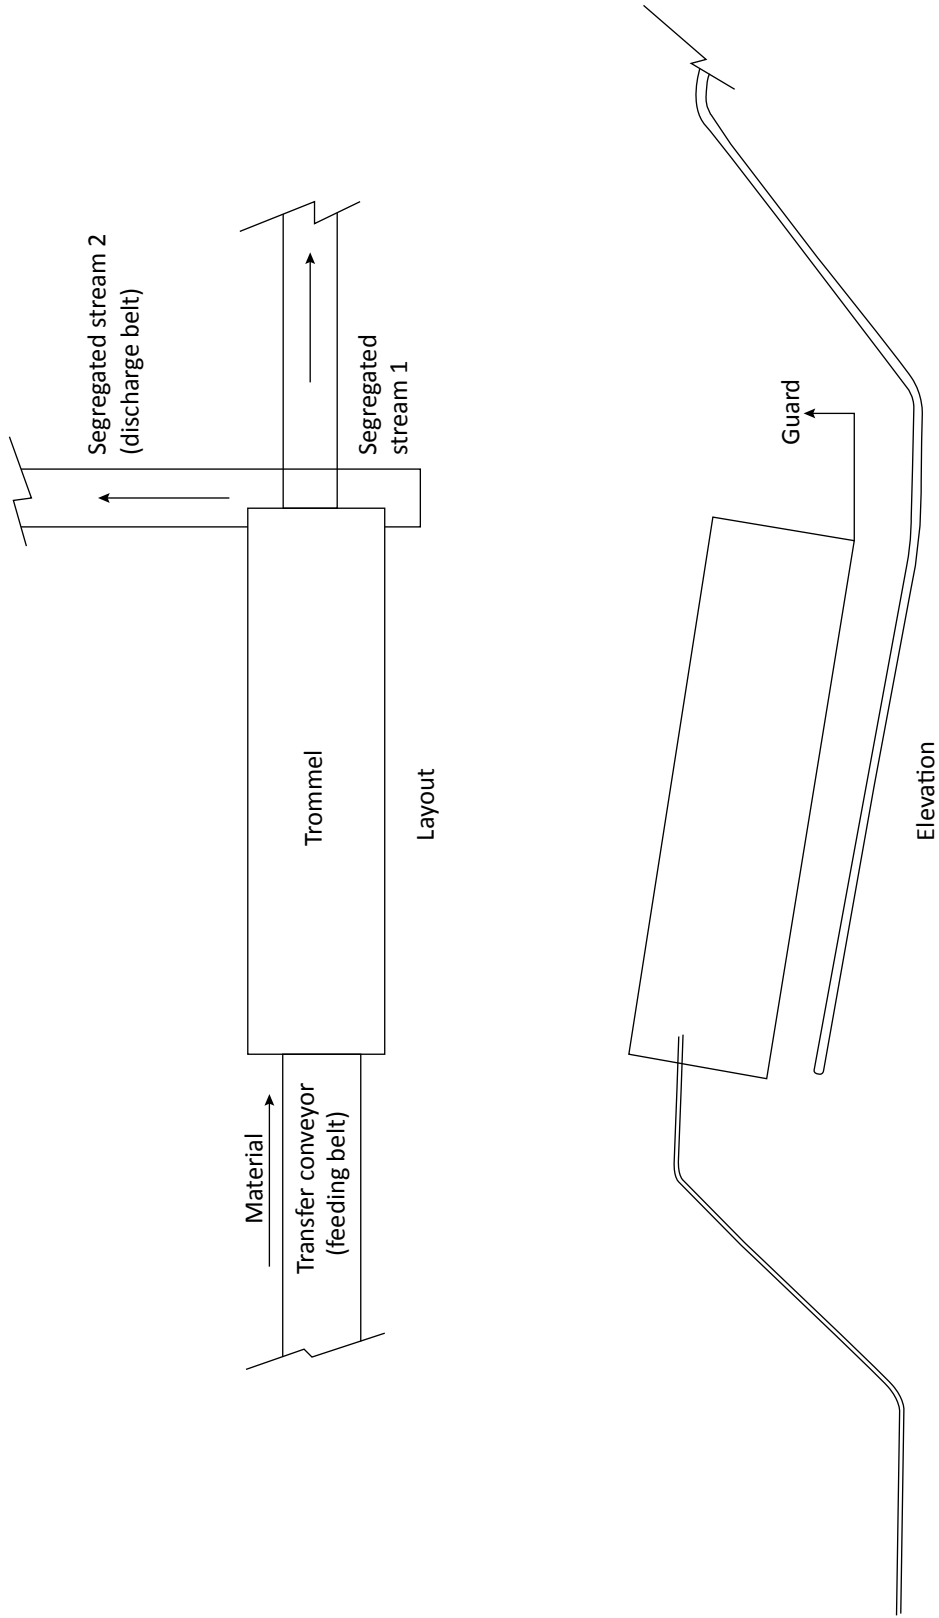 Segregated stream 2
(discharge belt)
Segregated
stream 1
Material
Transfer conveyor
(feeding belt)
Trommel
Layout
Guard
Elevation